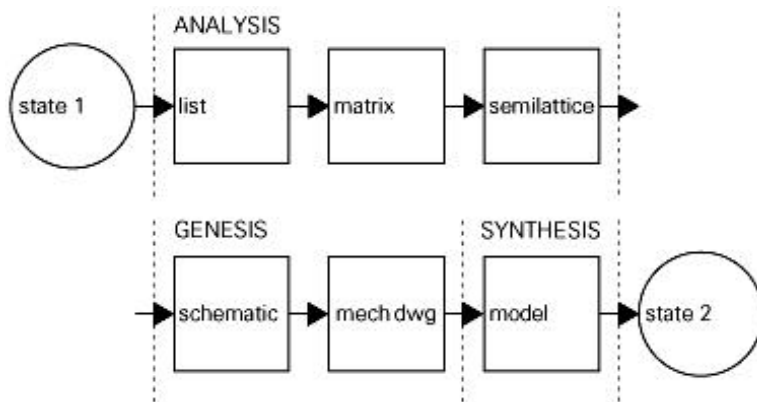 ANALYSIS
state 1
list
matrix
semilattice
GENESIS
SYNTHESIS
schematic
mech dwg
model
state 2